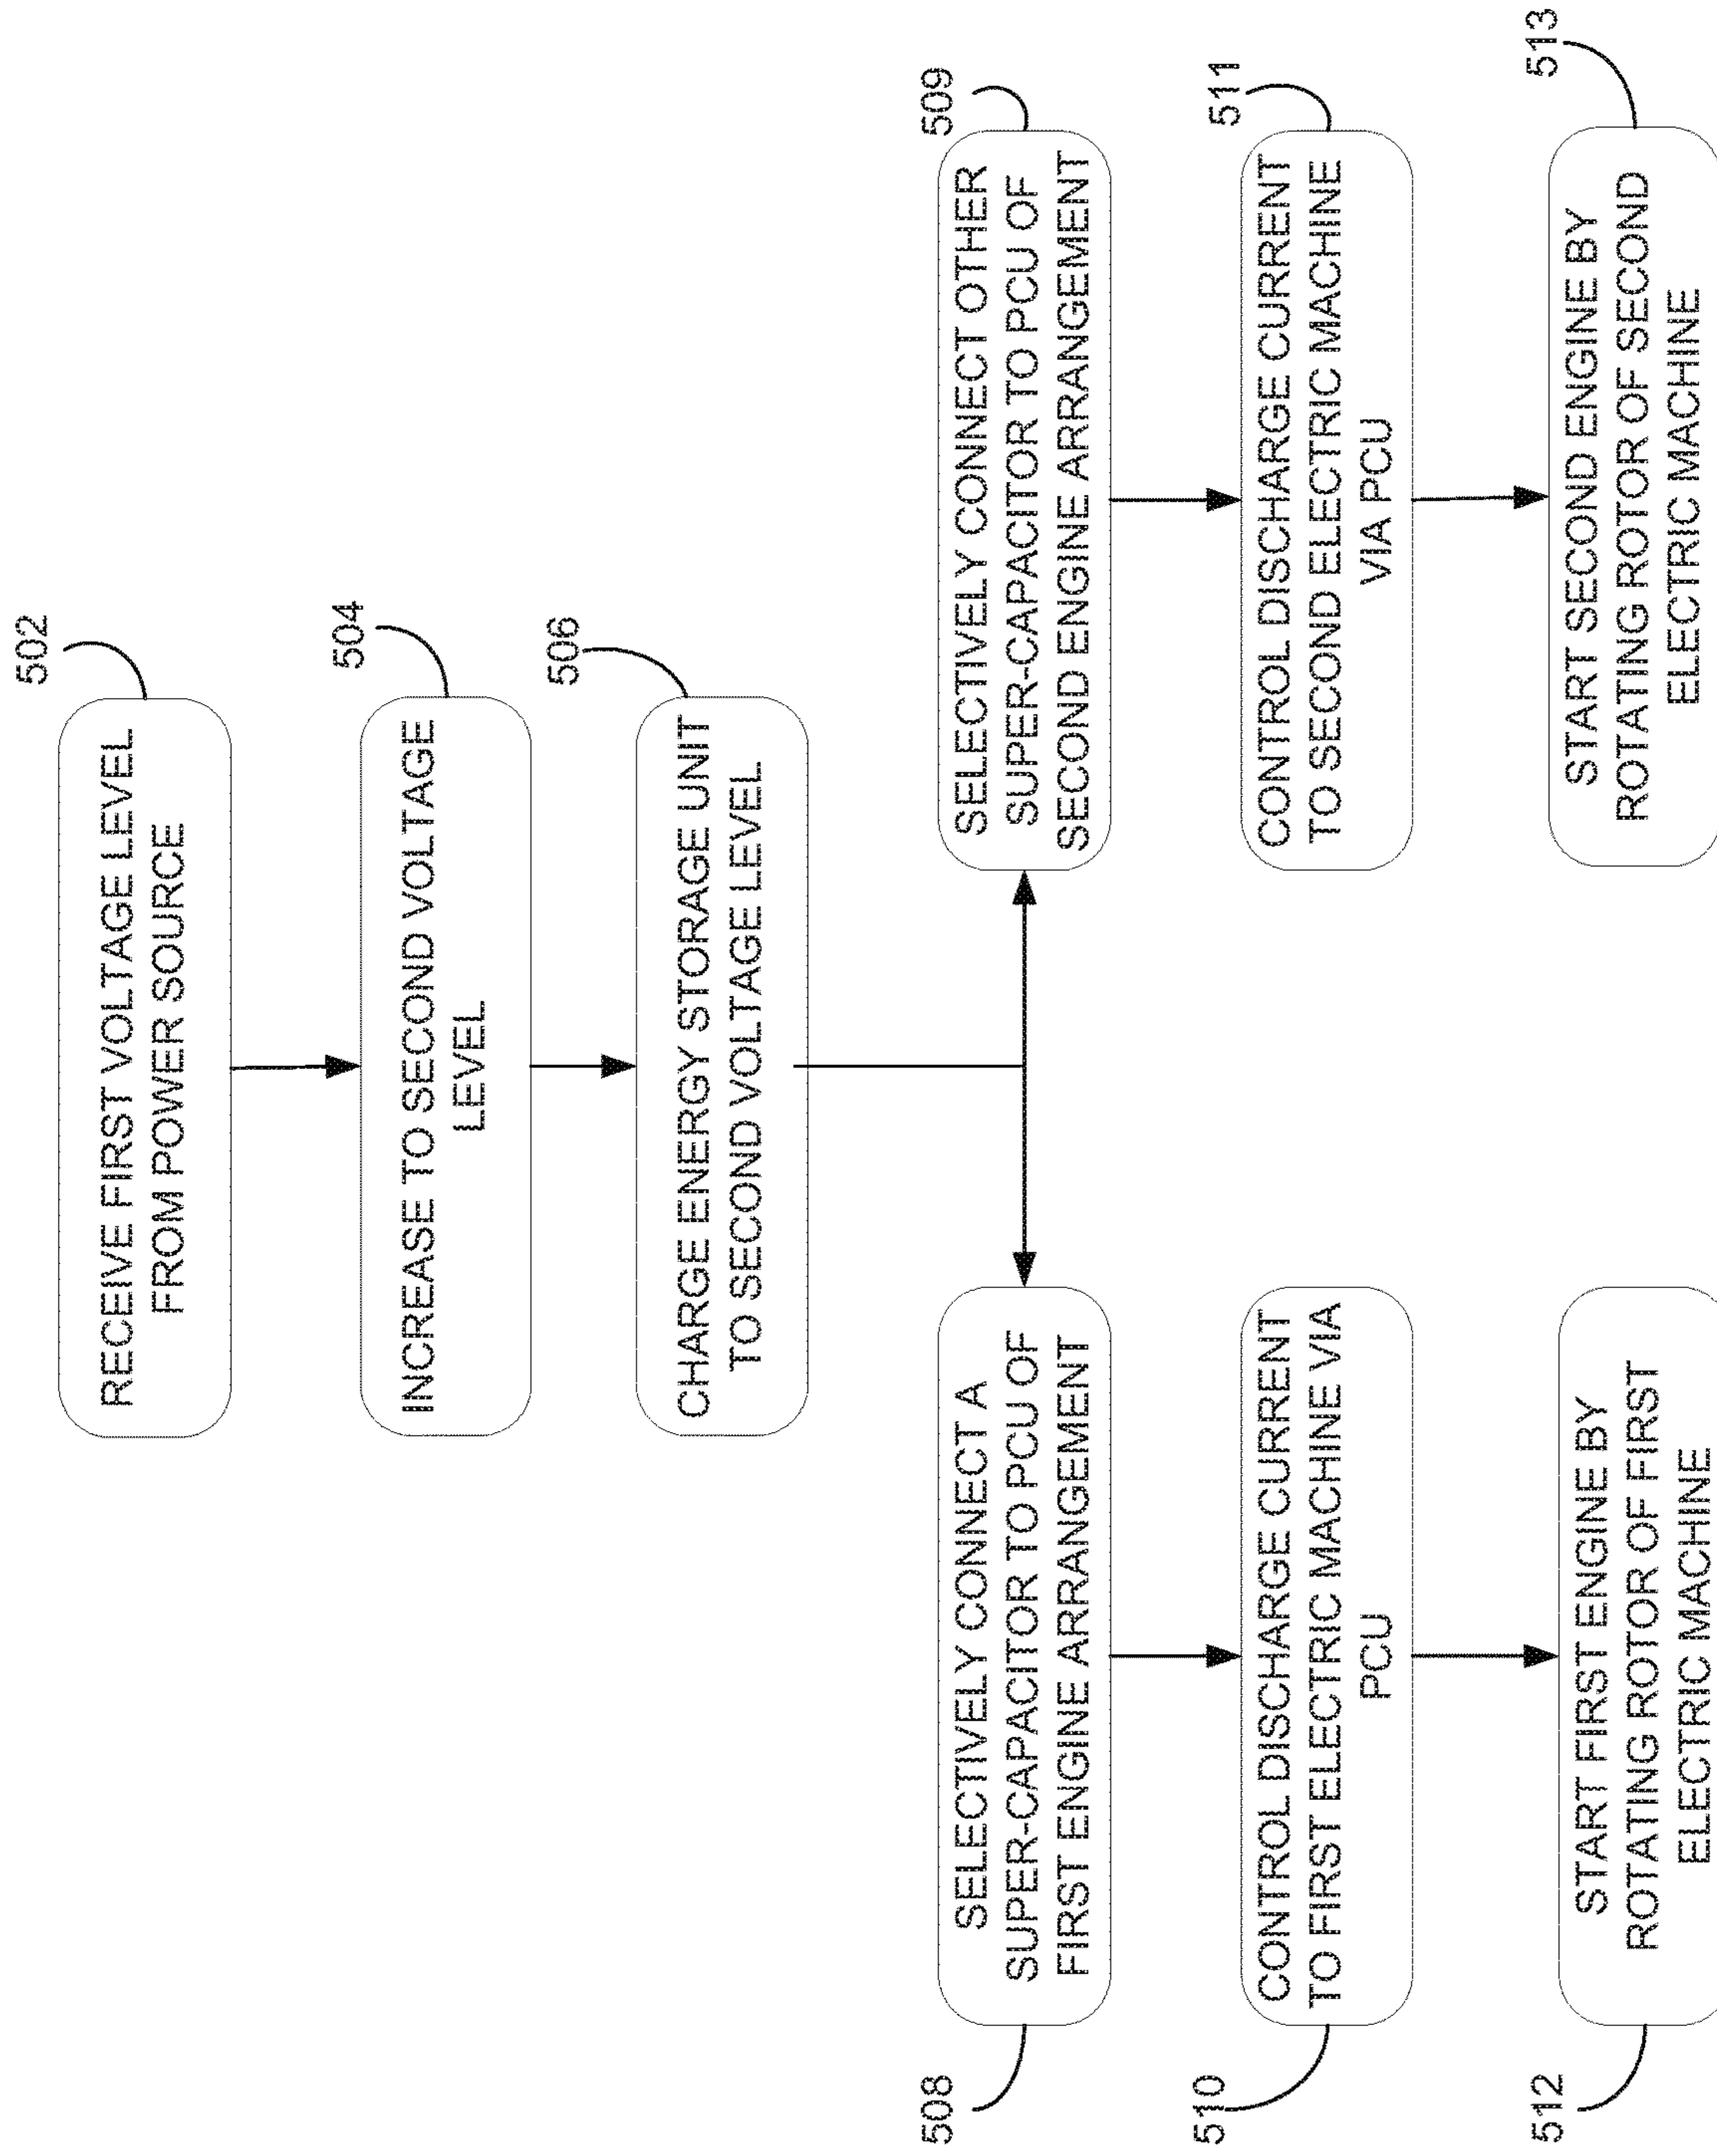 502
RECEIVE FIRST VOLTAGE LEVEL
FROM POWER SOURCE
504
INCREASE TO SECOND VOLTAGE
LEVEL
506
CHARGE ENERGY STORAGE UNIT
TO SECOND VOLTAGE LEVEL
508
SELECTIVELY CONNECT A
SUPER-CAPACITOR TO PCU OF
FIRST ENGINE ARRANGEMENT
509
SELECTIVELY CONNECT OTHER
SUPER-CAPACITOR TO PCU OF
SECOND ENGINE ARRANGEMENT
510
CONTROL DISCHARGE CURRENT
TO FIRST ELECTRIC MACHINE VIA
PCU
511
CONTROL DISCHARGE CURRENT
TO SECOND ELECTRIC MACHINE
VIA PCU
512
START FIRST ENGINE BY
ROTATING ROTOR OF FIRST
ELECTRIC MACHINE
513
START SECOND ENGINE BY
ROTATING ROTOR OF SECOND
ELECTRIC MACHINE